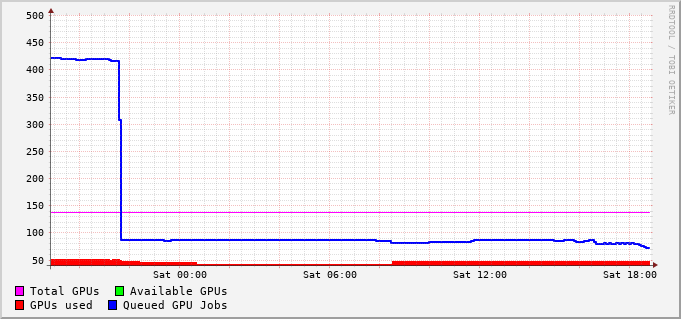 500
450
400
350
300
250
200
150
100
50
Sat 00:00 Sat 06:00 Sat 12:00 Sat 18:00
Total GPUs Available GPUs
GPUs used Queued GPU Jobs
RRDTOOL / TOBI OETIKER